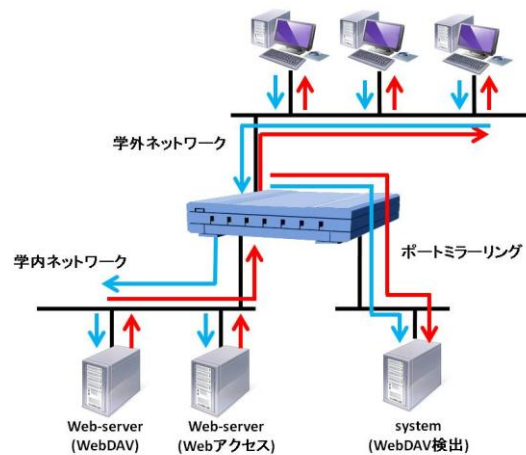 学外ネットワーク
学内ネットワーク
ポートミラーリング
Web-server
(WebDAV)
Web-server
(Webアクセス)
system
(WebDAV検出)